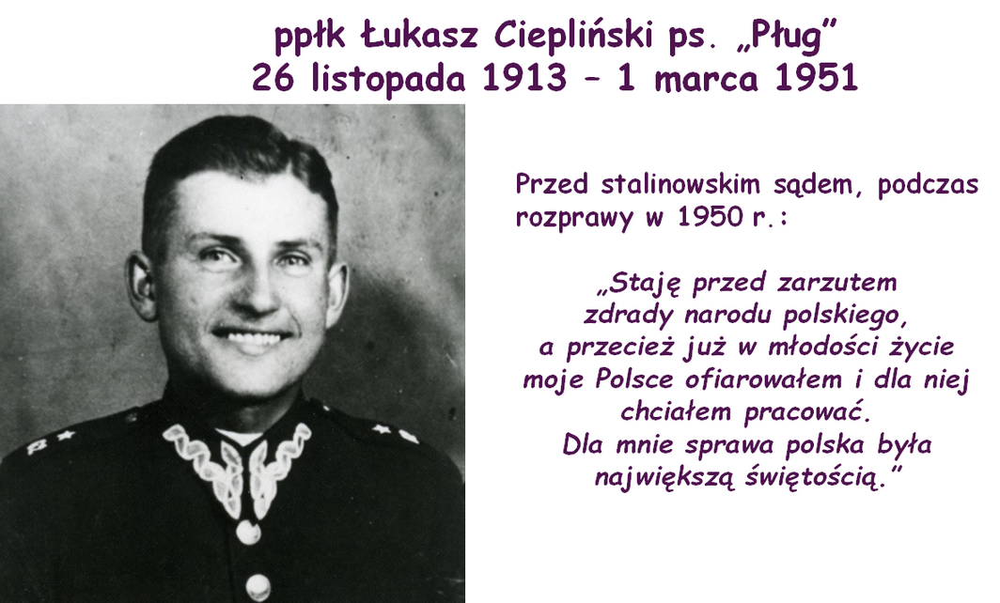 ppłk Łukasz Ciepliński ps. „Pług”
26 listopada 1913 – 1 marca 1951
Przed stalinowskim sądem, podczas
rozprawy w 1950 r.:
„Staję przed zarzutem
zdrady narodu polskiego,
a przecież już w młodości życie
moje Polsce ofiarowałem i dla niej
chciałem pracować.
Dla mnie sprawa polska była
największą świętością.”